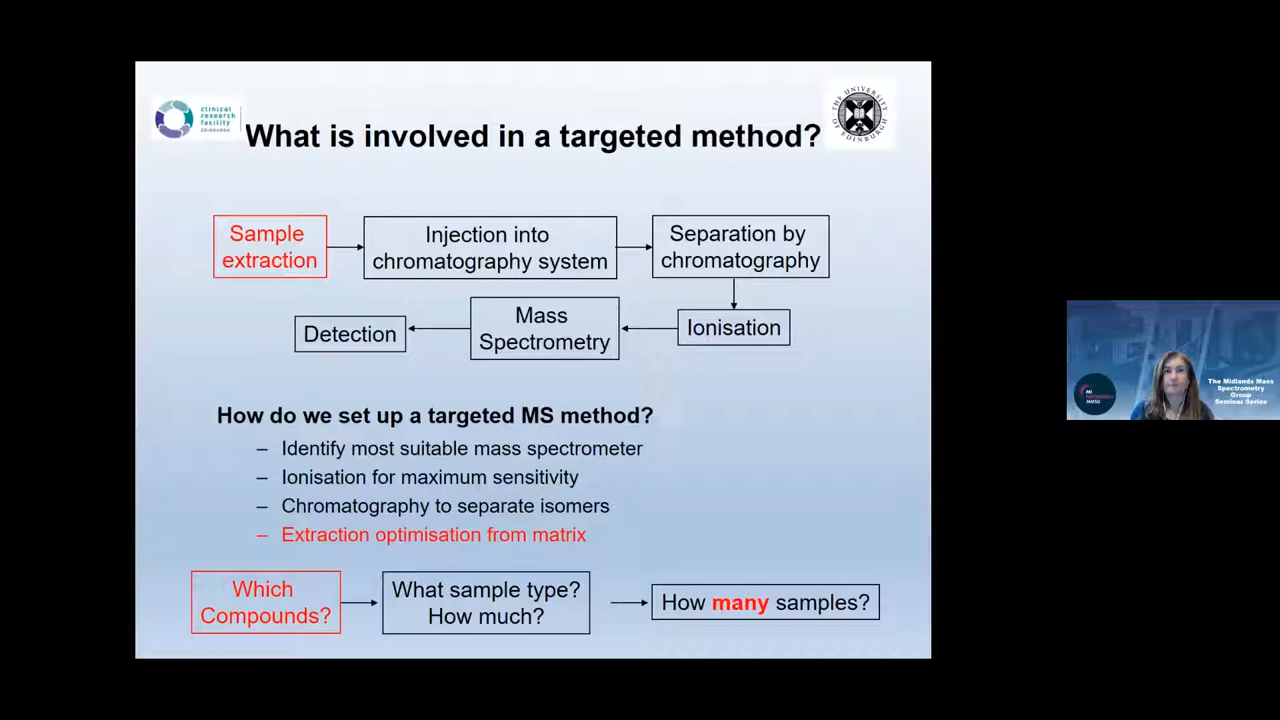 clinical
research
facility
EDINBURGH
THE UNIVERSITY
OF EDINBURGH
What is involved in a targeted method?
Sample
extraction
Injection into
chromatography system
Separation by
chromatography
Detection
Mass
Spectrometry
Ionisation
How do we set up a targeted MS method?
– Identify most suitable mass spectrometer
– Ionisation for maximum sensitivity
– Chromatography to separate isomers
– Extraction optimisation from matrix
Which
Compounds?
What sample type?
How much?
How many samples?
The Midlands Mass
Spectrometry
Group
Seminar Series